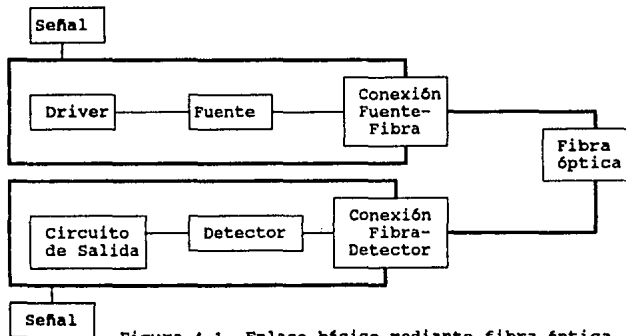 Señal
Driver
Fuente
Conexión
Fuente-
Fibra
Fibra
óptica
Circuito
de Salida
Detector
Conexión
Fibra-
Detector
Señal
Figura 4.1. Enlace básico mediante fibra óptica